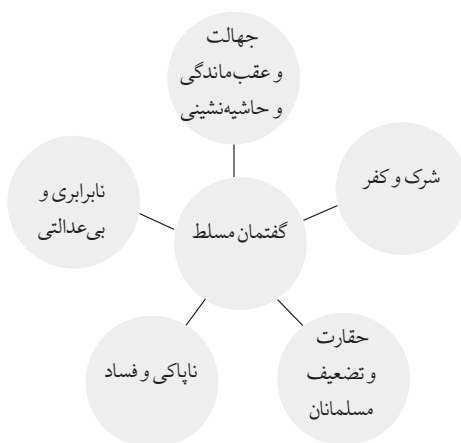 جهالت
و عقب‌ماندگی
و حاشیه‌نشینی
شرک و کفر
نابرابری و
بی‌عدالتی
گفتمان مسلط
حقارت
و تضعیف
مسلمانان
ناپاکی و فساد